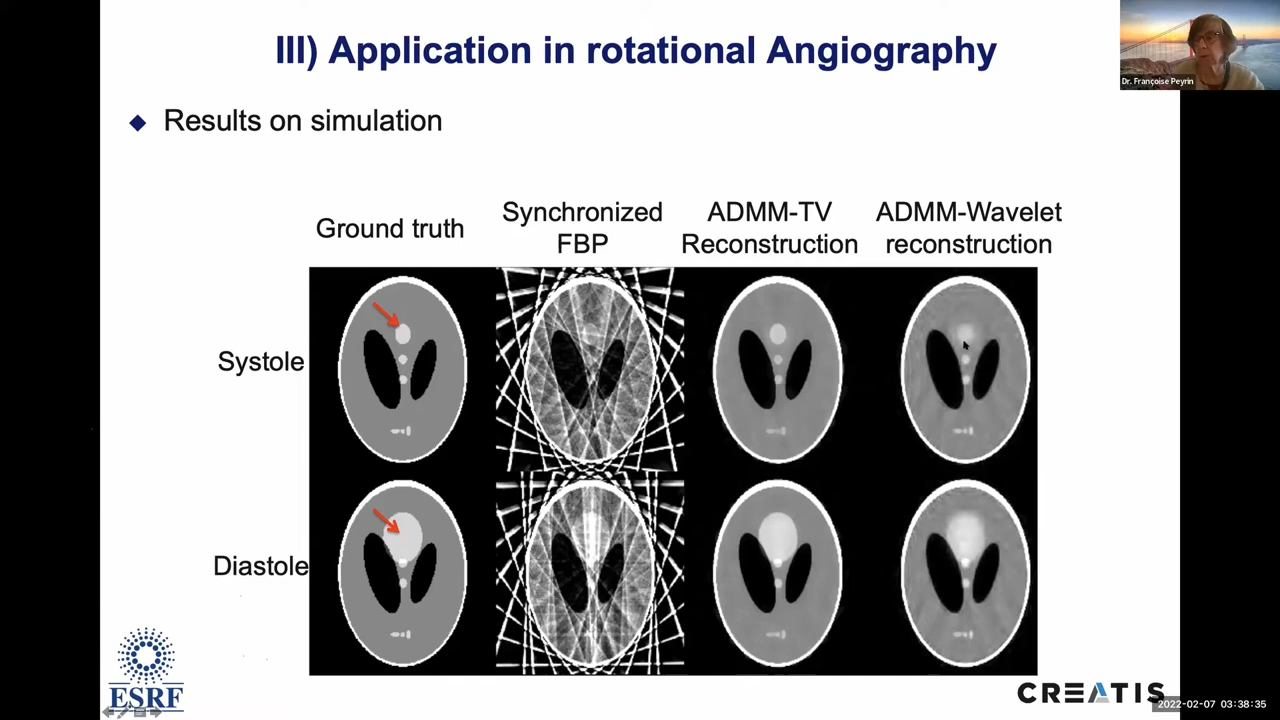 III) Application in rotational Angiography
Dr. Françoise Peyrin
◆ Results on simulation
Ground truth
Synchronized
FBP
ADMM-TV
Reconstruction
ADMM-Wavelet
reconstruction
Systole
Diastole
ESRF
CREATIS
2022-02-07 03:38:35